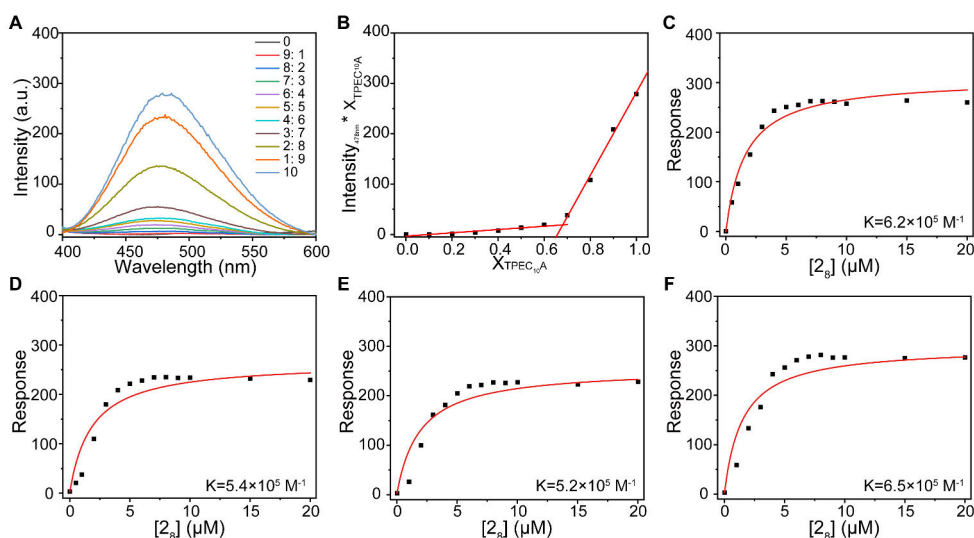 A
400
300
200
100
0
Intensity (a.u.)
400 450 500 550 600
Wavelength (nm)
0
9: 1
8: 2
7: 3
6: 4
5: 5
4: 6
3: 7
2: 8
1: 9
10
B
400
300
200
100
0
Intensity 478nm * XTPEC10A
0.0 0.2 0.4 0.6 0.8 1.0
XTPEC10A
C
400
300
200
100
0
Response
0 5 10 15 20
[2₈] (µM)
K=6.2×10⁵ M⁻¹
D
400
300
200
100
0
Response
0 5 10 15 20
[2₈] (µM)
K=5.4×10⁵ M⁻¹
E
400
300
200
100
0
Response
0 5 10 15 20
[2₈] (µM)
K=5.2×10⁵ M⁻¹
F
400
300
200
100
0
Response
0 5 10 15 20
[2₈] (µM)
K=6.5×10⁵ M⁻¹